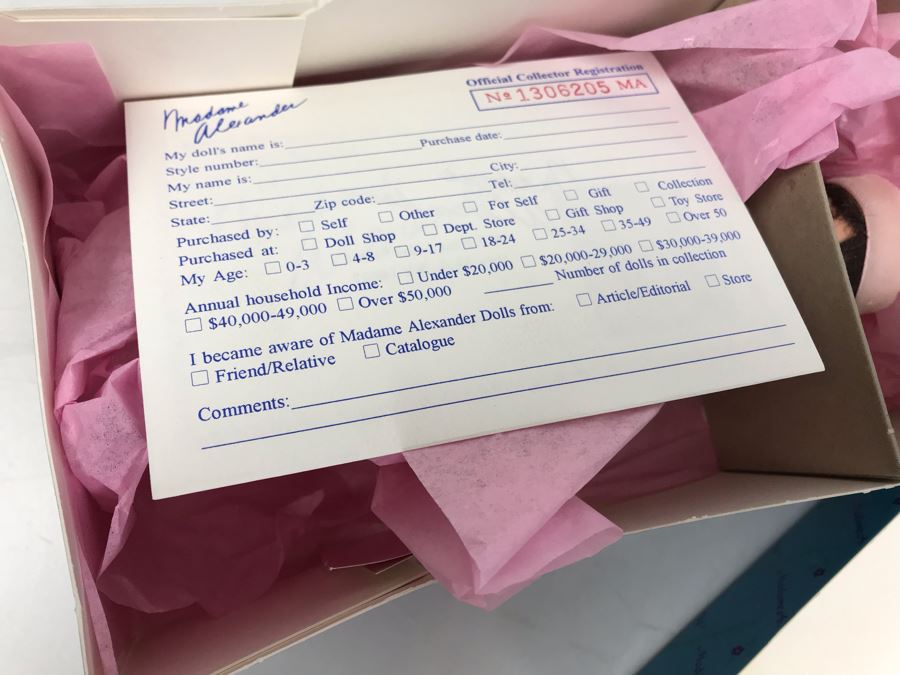 Madame
Alexander
Official Collector Registration
Nº 1306205 MA
My doll's name is: Purchase date:
Style number:
My name is: City:
Street: Tel:
State: Zip code:
Purchased by: ☐ Self ☐ Other ☐ For Self ☐ Gift ☐ Collection
Purchased at: ☐ Doll Shop ☐ Dept. Store ☐ Gift Shop ☐ Toy Store
My Age: ☐ 0-3 ☐ 4-8 ☐ 9-17 ☐ 18-24 ☐ 25-34 ☐ 35-49 ☐ Over 50
Annual household Income: ☐ Under $20,000 ☐ $20,000-29,000 ☐ $30,000-39,000
☐ $40,000-49,000 ☐ Over $50,000 Number of dolls in collection
I became aware of Madame Alexander Dolls from: ☐ Article/Editorial ☐ Store
☐ Friend/Relative ☐ Catalogue
Comments: